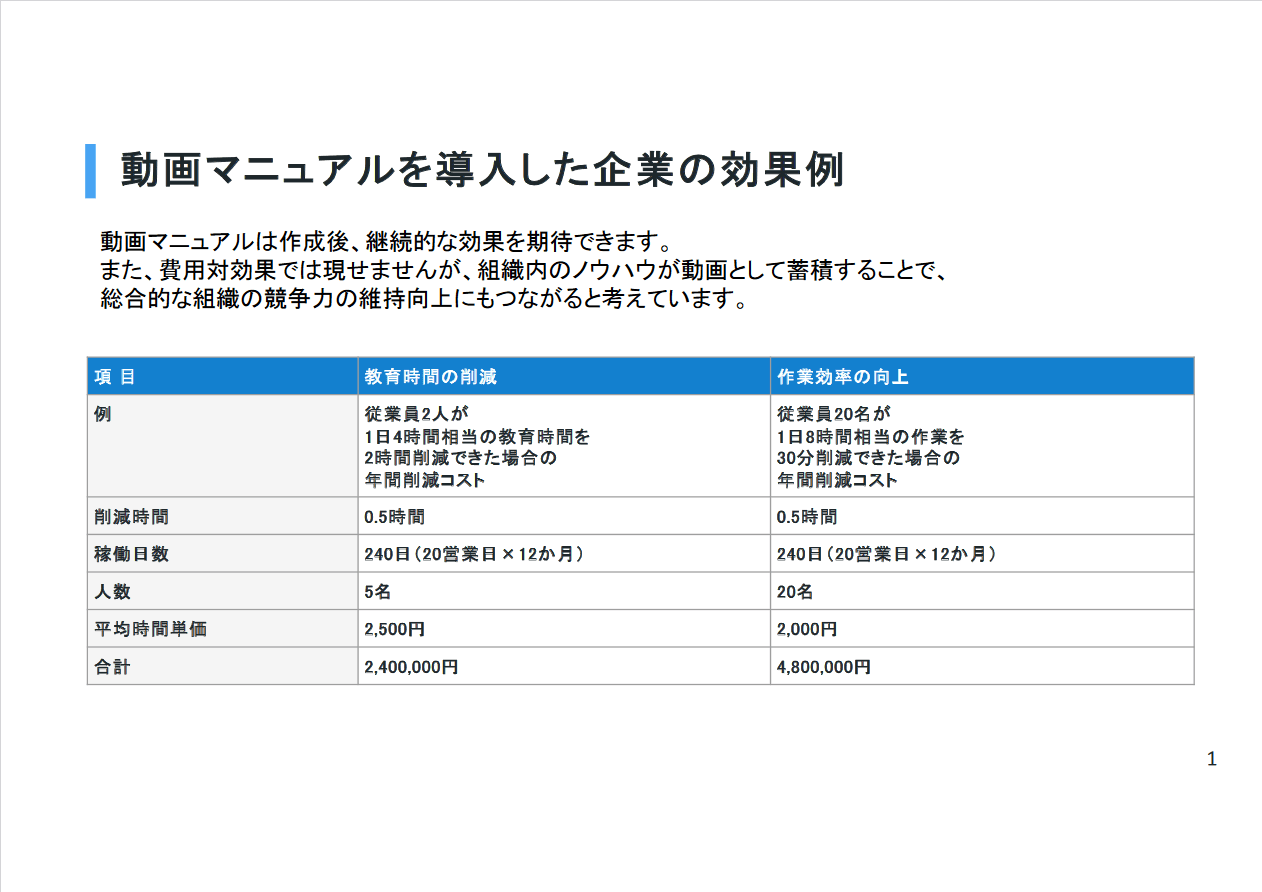 動画マニュアルを導入した企業の効果例
動画マニュアルは作成後、継続的な効果を期待できます。
また、費用対効果では現せませんが、組織内のノウハウが動画として蓄積することで、
総合的な組織の競争力の維持向上にもつながると考えています。
項 目 教育時間の削減 作業効率の向上
例
従業員2人が
1日4時間相当の教育時間を
2時間削減できた場合の
年間削減コスト
従業員20名が
1日8時間相当の作業を
30分削減できた場合の
年間削減コスト
削減時間 0.5時間 0.5時間
稼働日数 240日（20営業日×12か月） 240日（20営業日×12か月）
人数 5名 20名
平均時間単価 2,500円 2,000円
合計 2,400,000円 4,800,000円
1